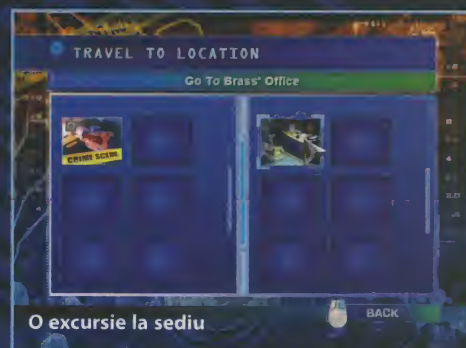 TRAVEL TO LOCATION
Go To Brass' Office
CRIME SCENE
BACK
O excursie la sediu